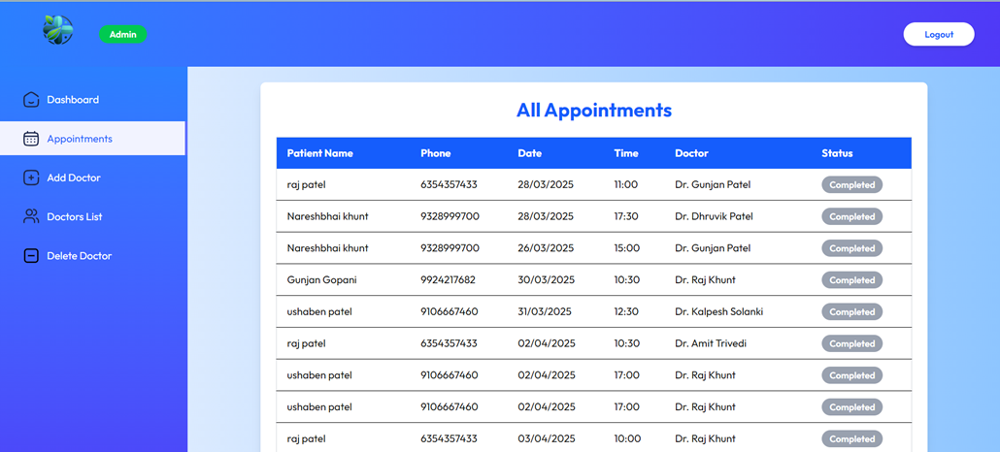 Admin
Logout
Dashboard
Appointments
Add Doctor
Doctors List
Delete Doctor
All Appointments
Patient Name Phone Date Time Doctor Status
raj patel 6354357433 28/03/2025 11:00 Dr. Gunjan Patel Completed
Nareshbhai khunt 9328999700 28/03/2025 17:30 Dr. Dhruvik Patel Completed
Nareshbhai khunt 9328999700 26/03/2025 15:00 Dr. Gunjan Patel Completed
Gunjan Gopani 9924217682 30/03/2025 10:30 Dr. Raj Khunt Completed
ushaben patel 9106667460 31/03/2025 12:30 Dr. Kalpesh Solanki Completed
raj patel 6354357433 02/04/2025 10:30 Dr. Amit Trivedi Completed
ushaben patel 9106667460 02/04/2025 17:00 Dr. Raj Khunt Completed
ushaben patel 9106667460 02/04/2025 17:00 Dr. Raj Khunt Completed
raj patel 6354357433 03/04/2025 10:00 Dr. Raj Khunt Completed